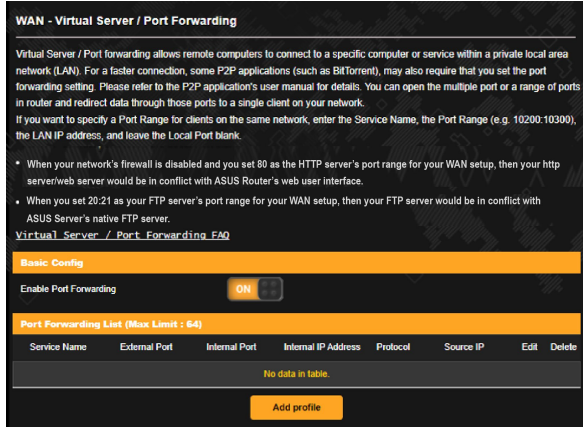 WAN - Virtual Server / Port Forwarding
Virtual Server / Port forwarding allows remote computers to connect to a specific computer or service within a private local area
network (LAN). For a faster connection, some P2P applications (such as BitTorrent), may also require that you set the port
forwarding setting. Please refer to the P2P application's user manual for details. You can open the multiple port or a range of ports
in router and redirect data through those ports to a single client on your network.
If you want to specify a Port Range for clients on the same network, enter the Service Name, the Port Range (e.g. 10200:10300),
the LAN IP address, and leave the Local Port blank.
• When your network's firewall is disabled and you set 80 as the HTTP server's port range for your WAN setup, then your http
server/web server would be in conflict with ASUS Router's web user interface.
• When you set 20:21 as your FTP server's port range for your WAN setup, then your FTP server would be in conflict with
ASUS Server's native FTP server.
Virtual Server / Port Forwarding FAQ
Basic Config
Enable Port Forwarding ON
Port Forwarding List (Max Limit : 64)
Service Name External Port Internal Port Internal IP Address Protocol Source IP Edit Delete
No data in table.
Add profile